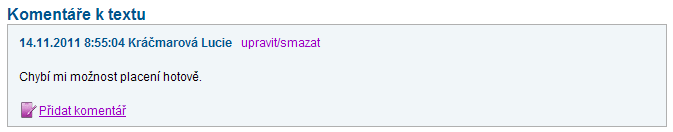 Komentáře k textu
14.11.2011 8:55:04 Kráčmarová Lucie upravit/smazat
Chybí mi možnost placení hotově.
Přidat komentář